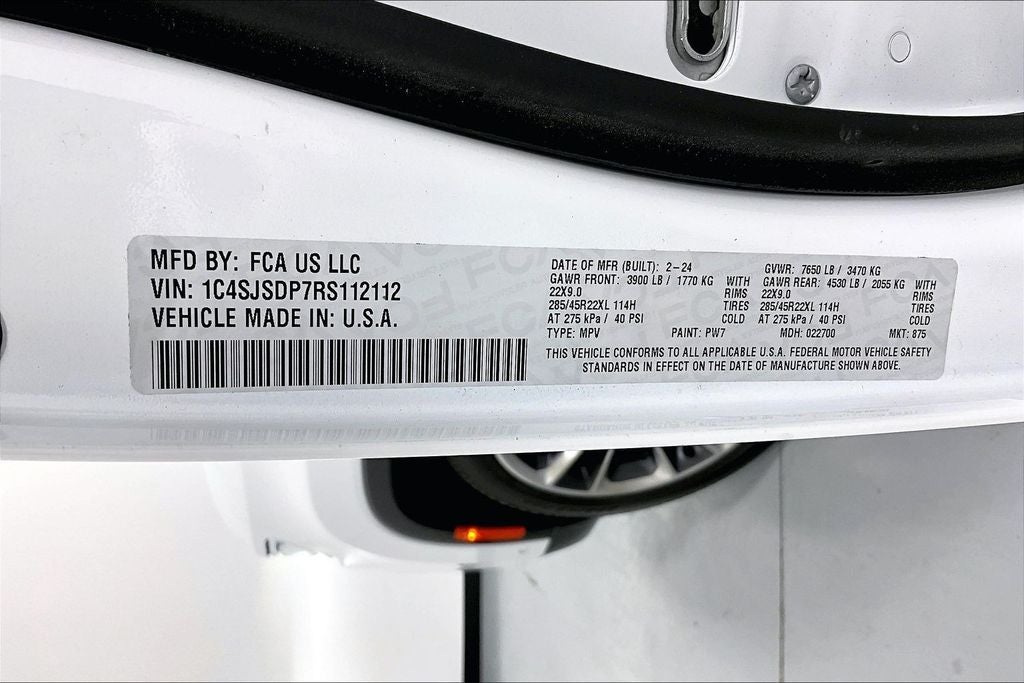 MFD BY: FCA US LLC
VIN: 1C4SJSDP7RS112112
VEHICLE MADE IN: U.S.A.
DATE OF MFR (BUILT): 2-24
GAWR FRONT: 3900 LB / 1770 KG WITH
22X9.0 RIMS
285/45R22XL 114H TIRES
AT 275 kPa / 40 PSI COLD
TYPE: MPV PAINT: PW7
GVWR: 7650 LB / 3470 KG
GAWR REAR: 4530 LB / 2055 KG WITH
22X9.0 RIMS
285/45R22XL 114H TIRES
AT 275 kPa / 40 PSI COLD
MDH: 022700 MKT: 875
THIS VEHICLE CONFORMS TO ALL APPLICABLE U.S.A. FEDERAL MOTOR VEHICLE SAFETY
STANDARDS IN EFFECT ON THE DATE OF MANUFACTURE SHOWN ABOVE.